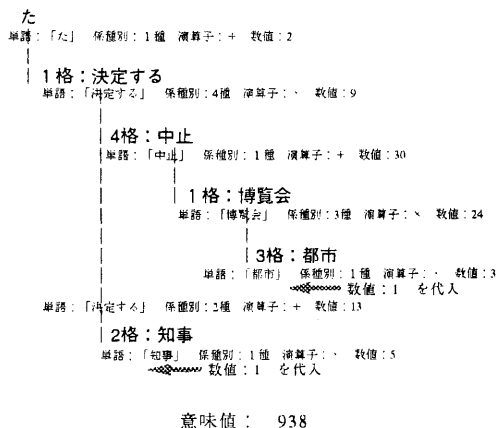 た
単語：「た」 係種別：1種 演算子：+ 数値：2
1格：決定する
単語：「決定する」 係種別：4種 演算子：× 数値：9
4格：中止
単語：「中止」 係種別：1種 演算子：+ 数値：30
1格：博覧会
単語：「博覧会」 係種別：3種 演算子：× 数値：24
3格：都市
単語：「都市」 係種別：1種 演算子：× 数値：3
数値：1 を代入
単語：「決定する」 係種別：2種 演算子：+ 数値：13
2格：知事
単語：「知事」 係種別：1種 演算子：× 数値：5
数値：1 を代入
意味値： 938